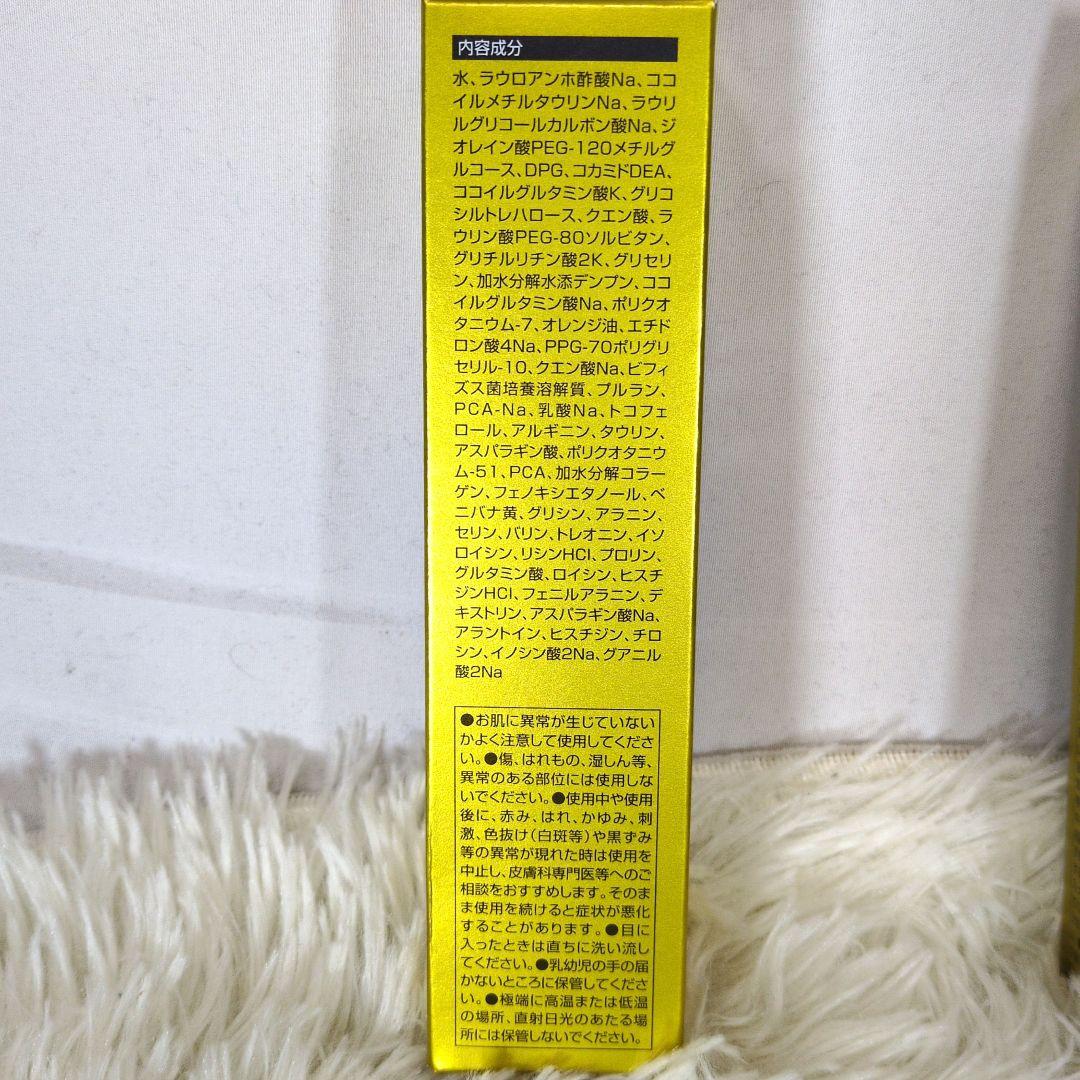 内容成分
水、ラウロアンホ酢酸Na、ココ
イルメチルタウリンNa、ラウリ
ルグリコールカルボン酸Na、ジ
オレイン酸PEG-120メチルグ
ルコース、DPG、コカミドDEA、
ココイルグルタミン酸K、グリコ
シルトレハロース、クエン酸、ラ
ウリン酸PEG-80ソルビタン、
グリチルリチン酸2K、グリセリ
ン、加水分解水添デンプン、ココ
イルグルタミン酸Na、ポリクオ
タニウム-7、オレンジ油、エチド
ロン酸4Na、PPG-70ポリグリ
セリル-10、クエン酸Na、ビフィ
ズス菌培養溶解質、プルラン、
PCA-Na、乳酸Na、トコフェ
ロール、アルギニン、タウリン、
アスパラギン酸、ポリクオタニウ
ム-51、PCA、加水分解コラー
ゲン、フェノキシエタノール、ベ
ニバナ黄、グリシン、アラニン、
セリン、バリン、トレオニン、イソ
ロイシン、リシンHCl、プロリン、
グルタミン酸、ロイシン、ヒスチ
ジンHCl、フェニルアラニン、デ
キストリン、アスパラギン酸Na、
アラントイン、ヒスチジン、チロ
シン、イノシン酸2Na、グアニル
酸2Na
●お肌に異常が生じていない
かよく注意して使用してくださ
い。●傷、はれもの、湿しん等、
異常のある部位には使用しな
いでください。●使用中や使用
後に、赤み、はれ、かゆみ、刺
激、色抜け(白斑等)や黒ずみ
等の異常が現れた時は使用を
中止し、皮膚科専門医等へのご
相談をおすすめします。そのま
ま使用を続けると症状が悪化
することがあります。●目に
入ったときは直ちに洗い流し
てください。●乳幼児の手の届
かないところに保管してくださ
い。●極端に高温または低温
の場所、直射日光のあたる場
所には保管しないでください。